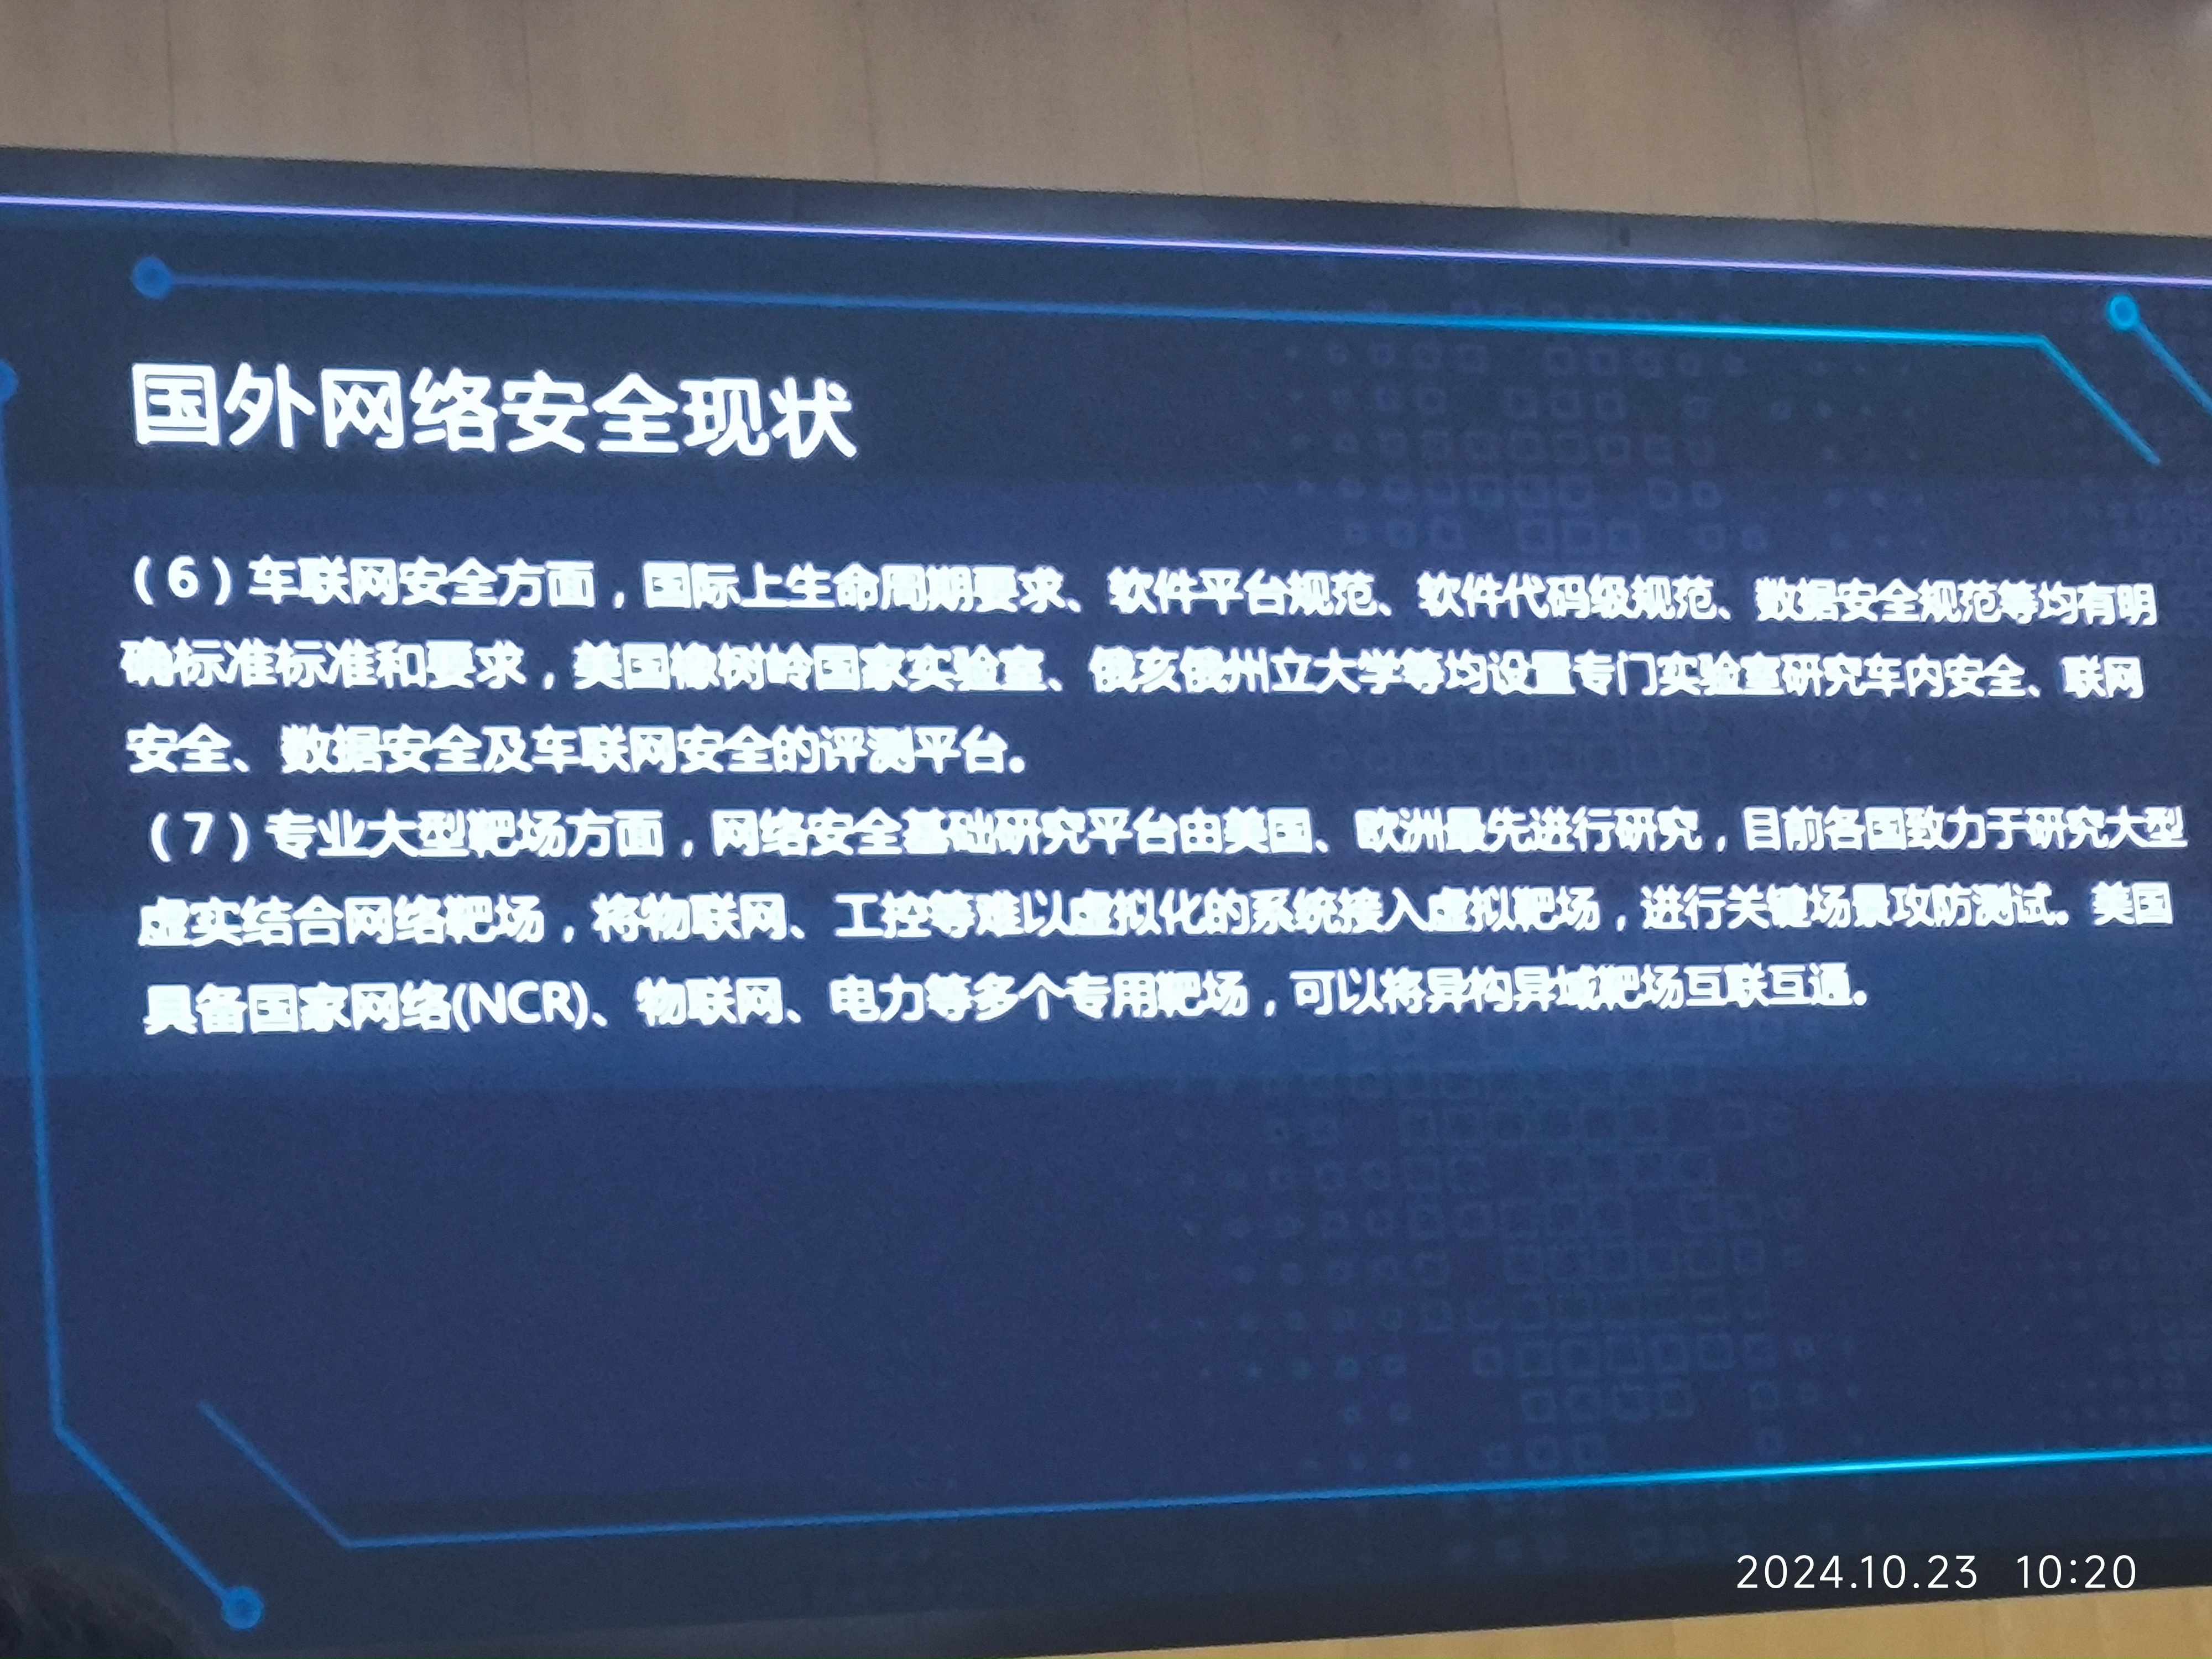 国外网络安全现状
（6）车联网安全方面，国际上生命周期要求、软件平台规范、软件代码级规范、数据安全规范等均有明
确标准标准和要求，美国橡树岭国家实验室、俄亥俄州立大学等均设置专门实验室研究车内安全、联网
安全、数据安全及车联网安全的评测平台。
（7）专业大型靶场方面，网络安全基础研究平台由美国、欧洲最先进行研究，目前各国致力于研究大型
虚实结合网络靶场，将物联网、工控等难以虚拟化的系统接入虚拟靶场，进行关键场景攻防测试。美国
具备国家网络(NCR)、物联网、电力等多个专用靶场，可以将异构异域靶场互联互通。
2024.10.23 10:20